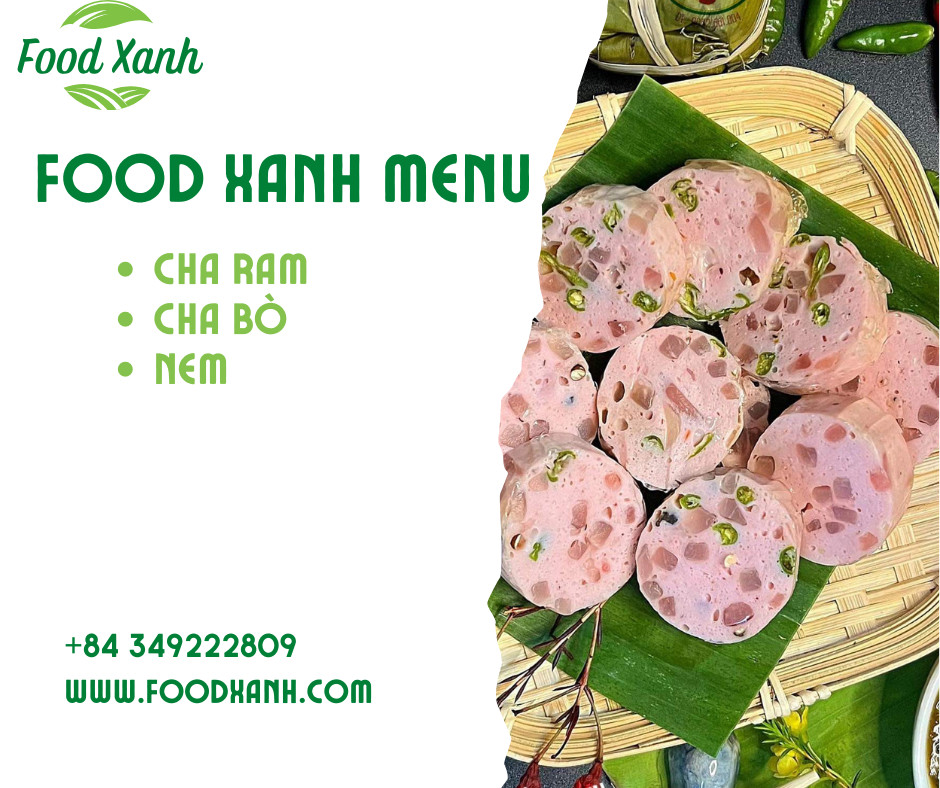 Food Xanh
FOOD XANH MENU
• CHA RAM
• CHA BÒ
• NEM
+84 349222809
WWW.FOODXANH.COM